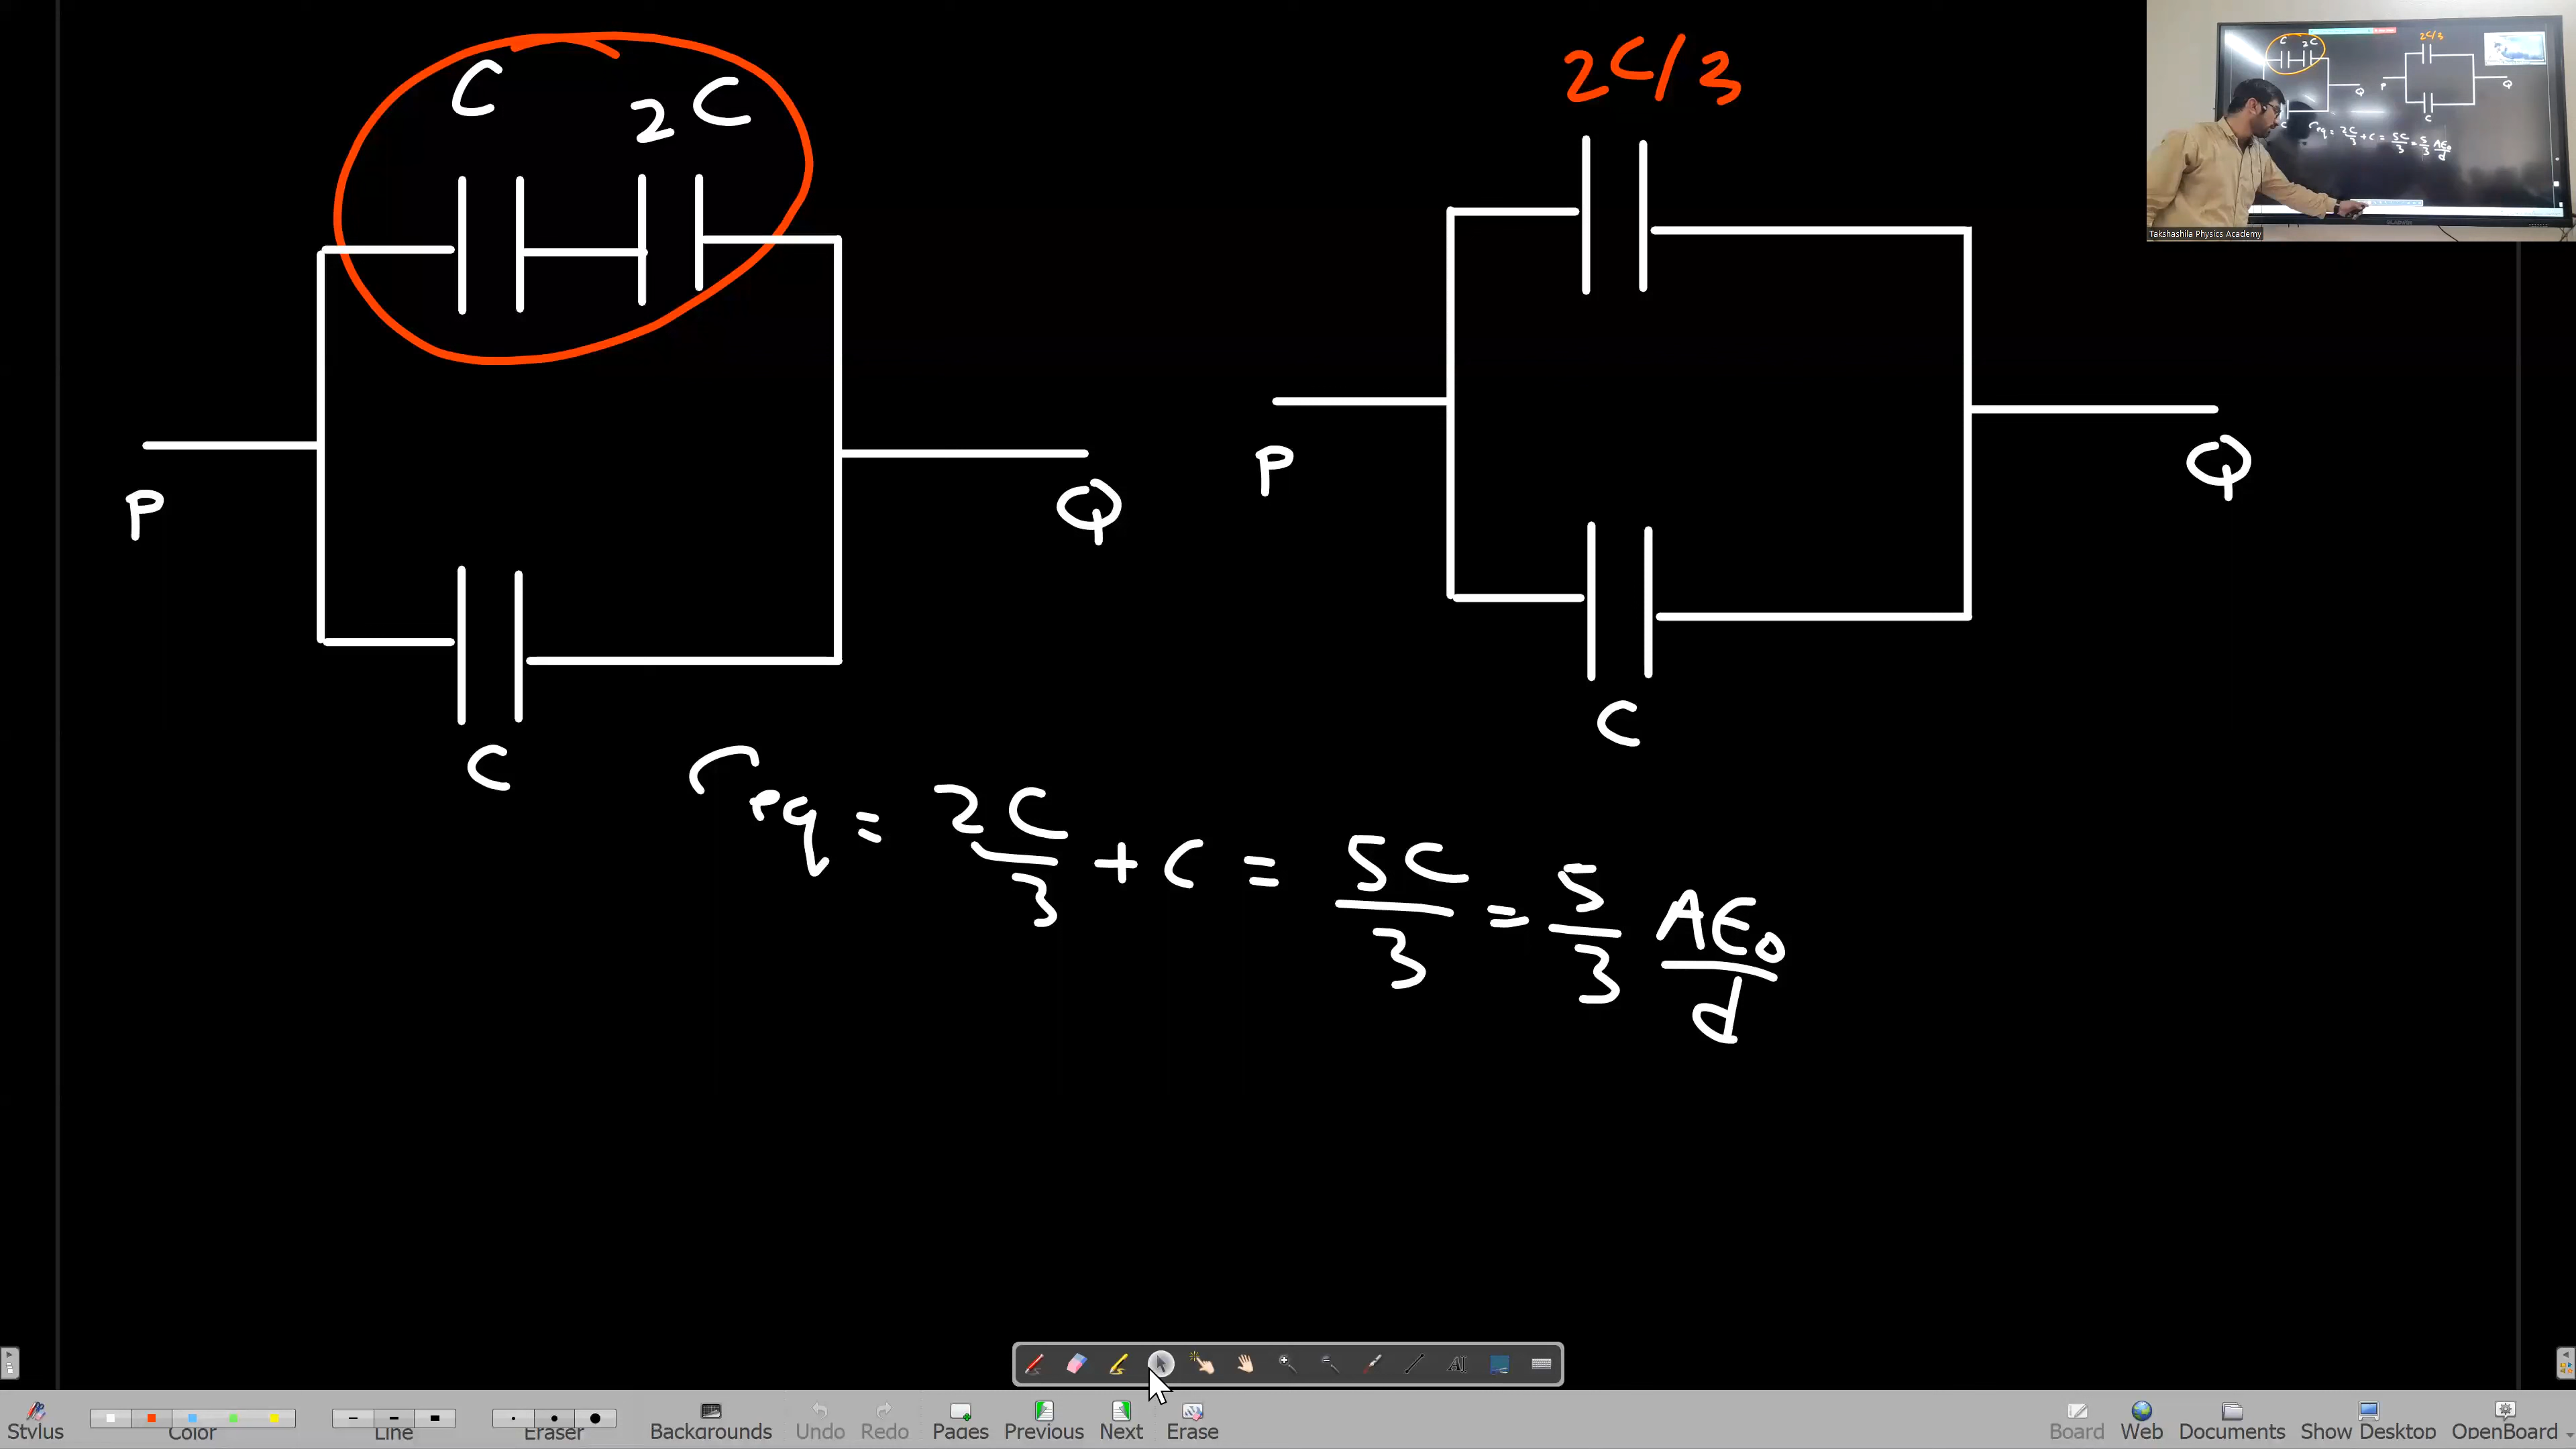 C
2C
P
Q
C
2C/3
P
Q
C
Ceq = 2C/3 + C = 5C/3 = 5/3 A∈0/d
Takshashila Physics Academy
Stylus
Color
Line
Eraser
Backgrounds
Undo
Redo
Pages
Previous
Next
Erase
Board
Web
Documents
Show Desktop
OpenBoard